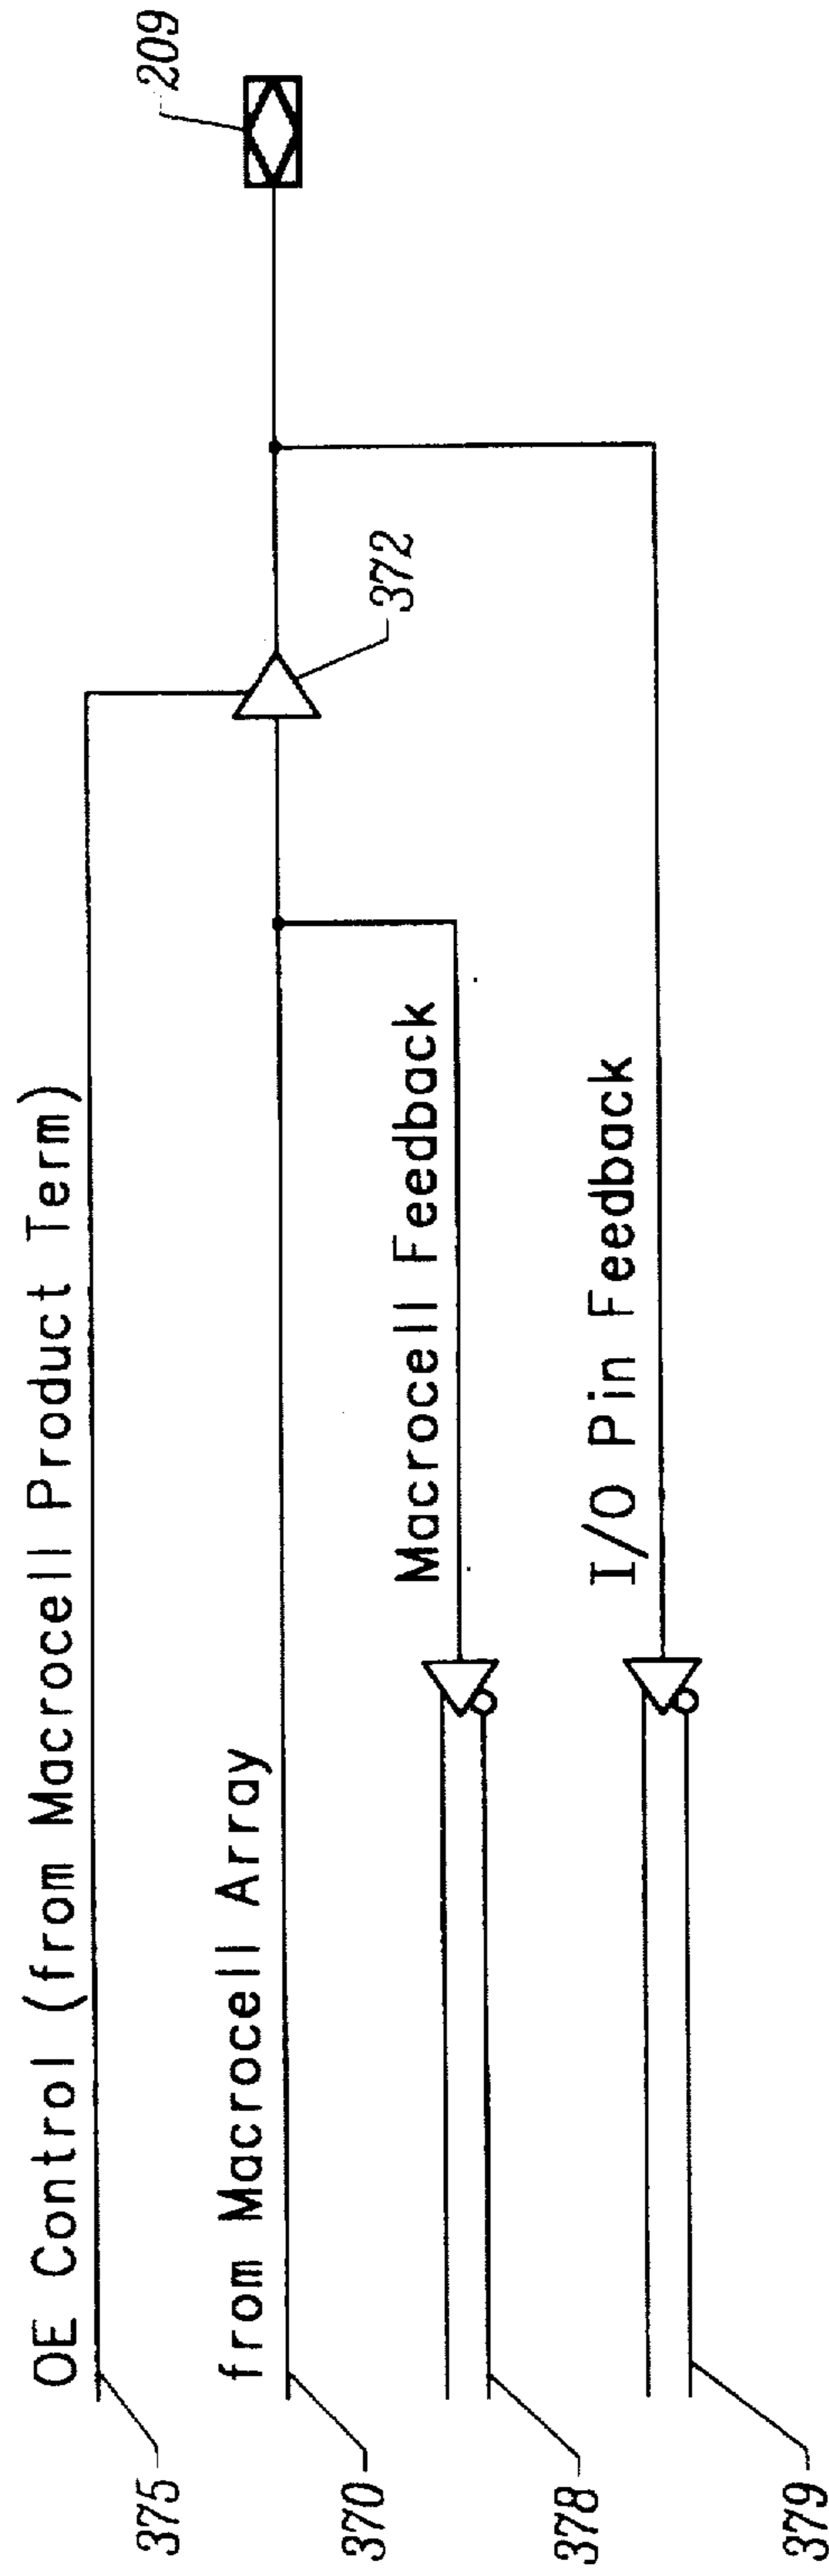 OE Control (from Macrocell Product Term)
375
from Macrocell Array
370
372
209
Macrocell Feedback
378
I/O Pin Feedback
379